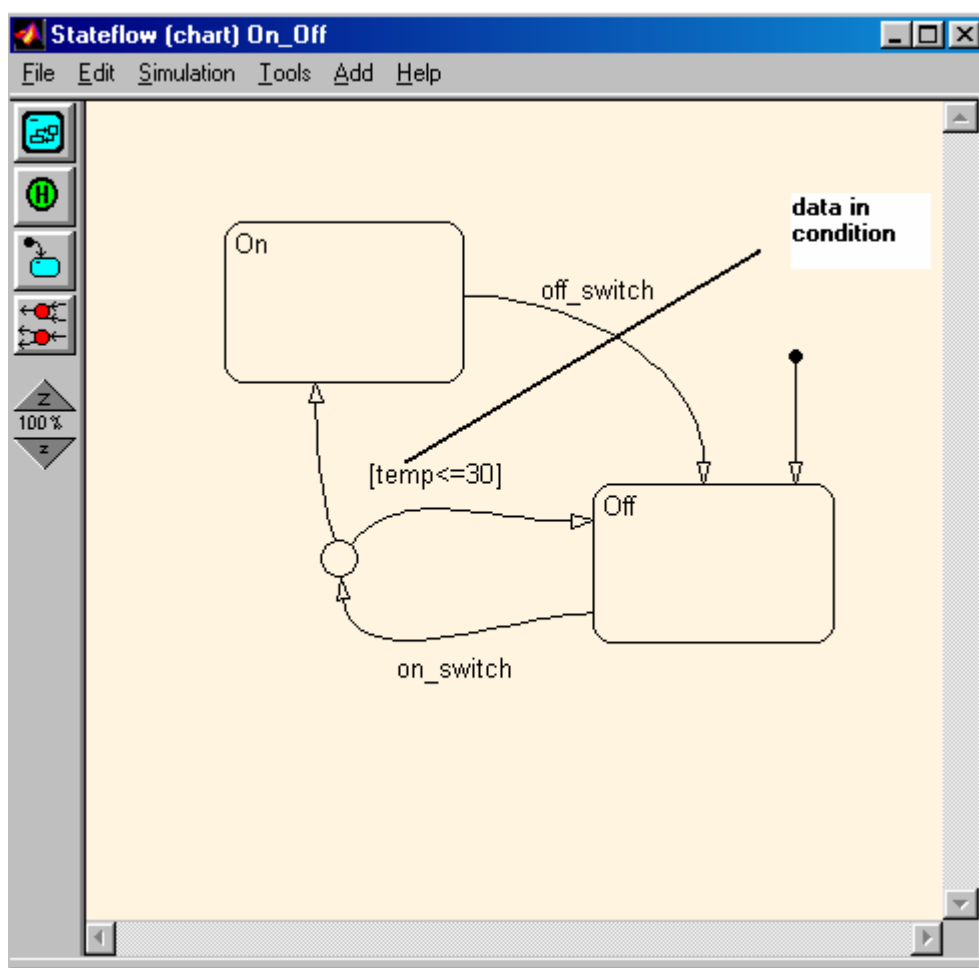 Stateflow (chart) On_Off
File Edit Simulation Tools Add Help
H
data in
condition
On
off_switch
Z
100%
z
[temp<=30]
Off
on_switch